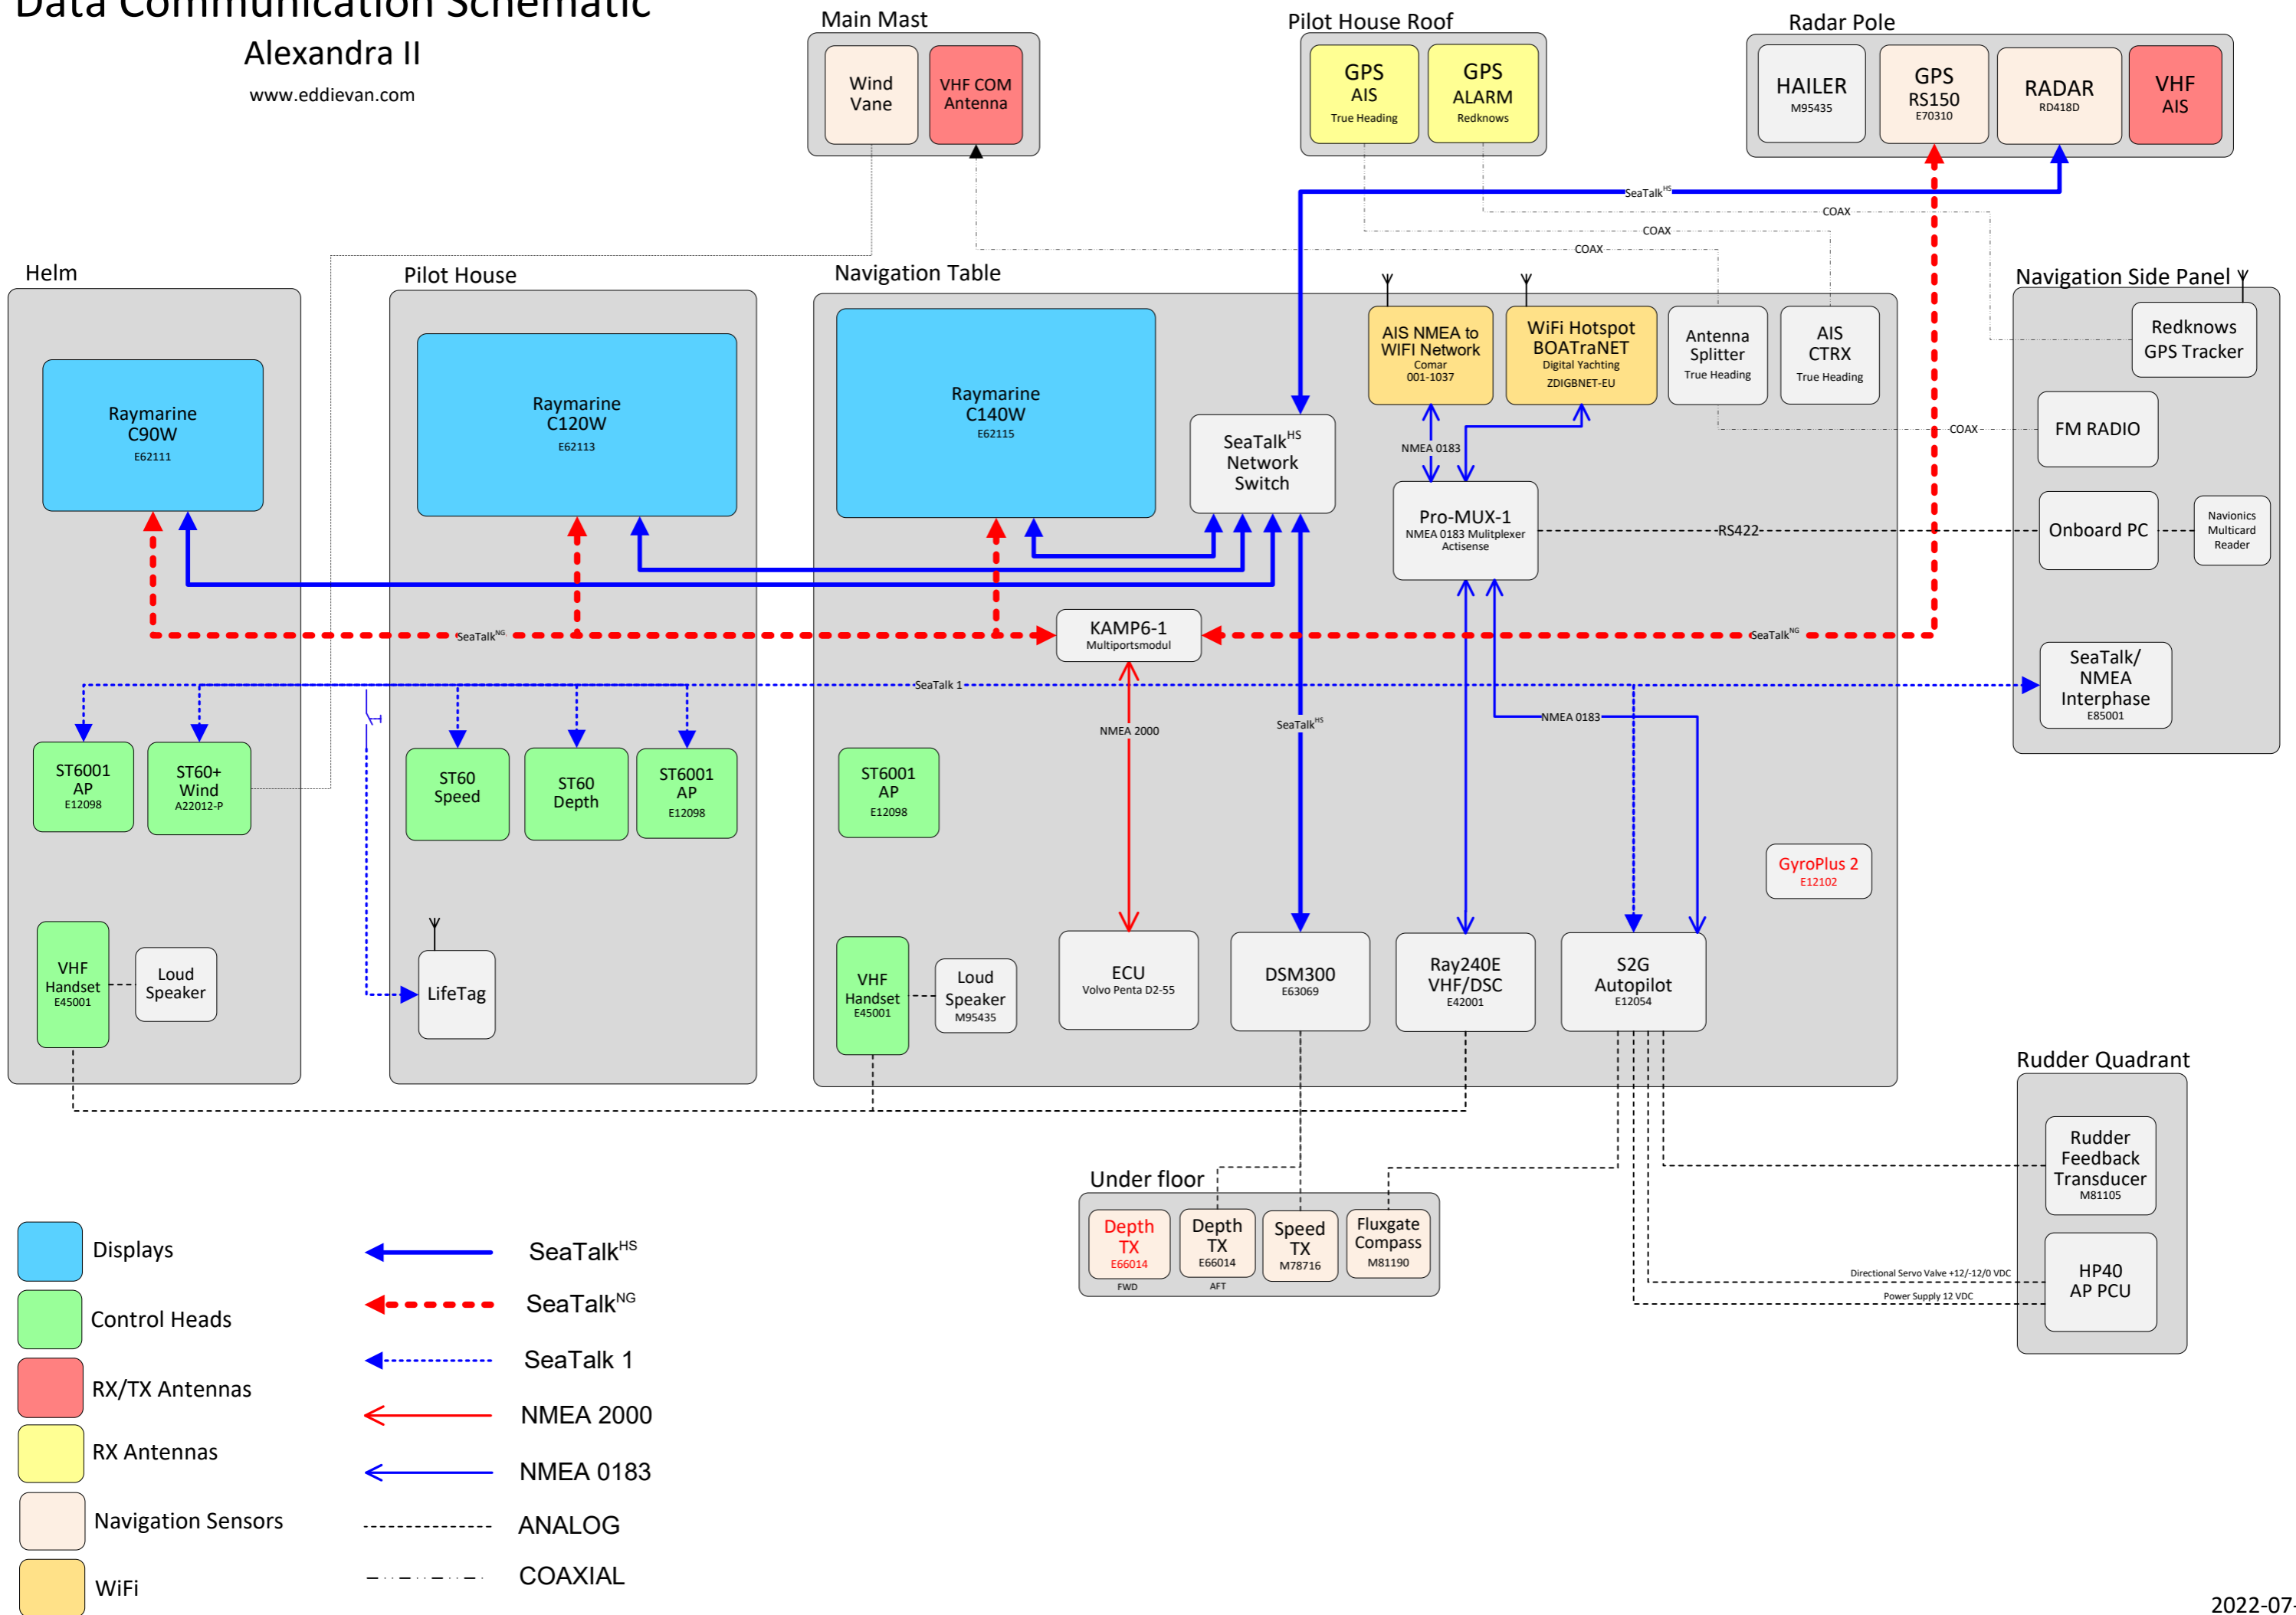 Data Communication Schematic
Alexandra II
www.eddievan.com
Main Mast
Wind
Vane
VHF COM
Antenna
Pilot House Roof
GPS
AIS
True Heading
GPS
ALARM
Redknows
Radar Pole
HAILER
M95435
GPS
RS150
E70310
RADAR
RD418D
VHF
AIS
SeaTalkHS
COAX
COAX
COAX
Helm
Raymarine
C90W
E62111
ST6001
AP
E12098
ST60+
Wind
A22012-P
VHF
Handset
E45001
Loud
Speaker
Pilot House
Raymarine
C120W
E62113
SeaTalkNG
ST60
Speed
ST60
Depth
ST6001
AP
E12098
LifeTag
Navigation Table
Raymarine
C140W
E62115
SeaTalkHS
Network
Switch
AIS NMEA to
WIFI Network
Comar
001-1037
WiFi Hotspot
BOATraNET
Digital Yachting
ZDIGBNET-EU
Antenna
Splitter
True Heading
AIS
CTRX
True Heading
NMEA 0183
Pro-MUX-1
NMEA 0183 Mulitplexer
Actisense
RS422
KAMP6-1
Multiportsmodul
SeaTalkNG
SeaTalk 1
NMEA 2000
SeaTalkHS
NMEA 0183
ST6001
AP
E12098
GyroPlus 2
E12102
VHF
Handset
E45001
Loud
Speaker
M95435
ECU
Volvo Penta D2-55
DSM300
E63069
Ray240E
VHF/DSC
E42001
S2G
Autopilot
E12054
Navigation Side Panel
Redknows
GPS Tracker
COAX
FM RADIO
Onboard PC
Navionics
Multicard
Reader
SeaTalk/
NMEA
Interphase
E85001
Rudder Quadrant
Rudder
Feedback
Transducer
M81105
HP40
AP PCU
Directional Servo Valve +12/-12/0 VDC
Power Supply 12 VDC
Under floor
Depth
TX
E66014
FWD
Depth
TX
E66014
AFT
Speed
TX
M78716
Fluxgate
Compass
M81190
Displays
Control Heads
RX/TX Antennas
RX Antennas
Navigation Sensors
WiFi
SeaTalkHS
SeaTalkNG
SeaTalk 1
NMEA 2000
NMEA 0183
ANALOG
COAXIAL
2022-07-